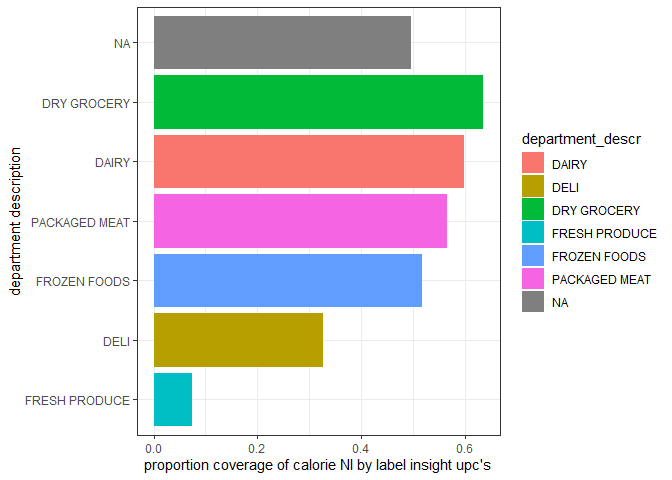 NA
DRY GROCERY
DAIRY
PACKAGED MEAT
FROZEN FOODS
DELI
FRESH PRODUCE
department description
0.0 0.2 0.4 0.6
proportion coverage of calorie NI by label insight upc's
department_descr
DAIRY
DELI
DRY GROCERY
FRESH PRODUCE
FROZEN FOODS
PACKAGED MEAT
NA